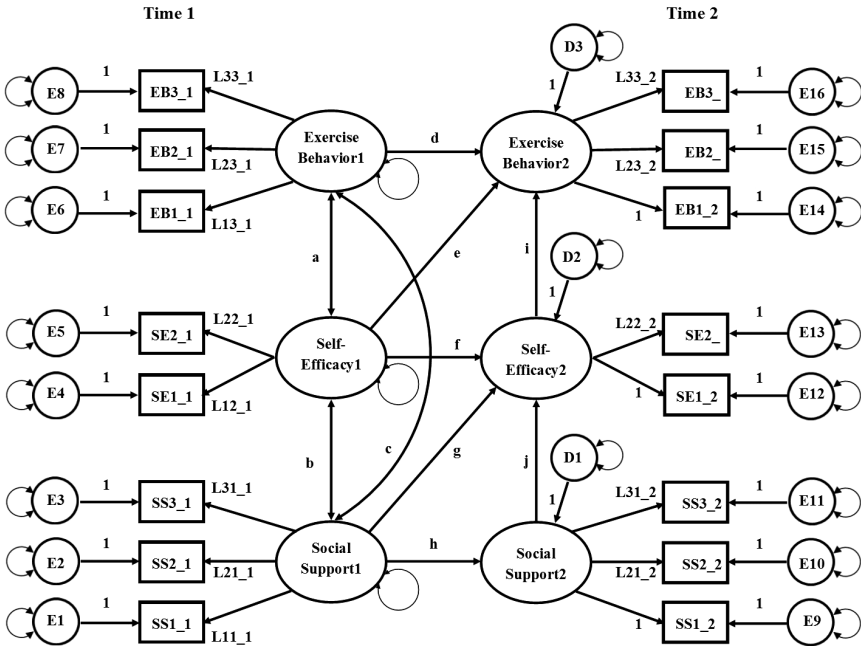 Time 1
Time 2
D3
1
E8
1
EB3_1
L33_1
L33_2
EB3_
1
E16
E7
1
EB2_1
L23_1
Exercise
Behavior1
d
Exercise
Behavior2
L23_2
EB2_
1
E15
E6
1
EB1_1
L13_1
1
EB1_2
1
E14
a
e
i
D2
1
E5
1
SE2_1
L22_1
L22_2
SE2_
1
E13
Self-
Efficacy1
f
Self-
Efficacy2
E4
1
SE1_1
L12_1
1
SE1_2
1
E12
b
c
g
j
D1
1
E3
1
SS3_1
L31_1
L31_2
SS3_2
1
E11
E2
1
SS2_1
L21_1
Social
Support1
h
Social
Support2
L21_2
SS2_2
1
E10
E1
1
SS1_1
L11_1
1
SS1_2
1
E9